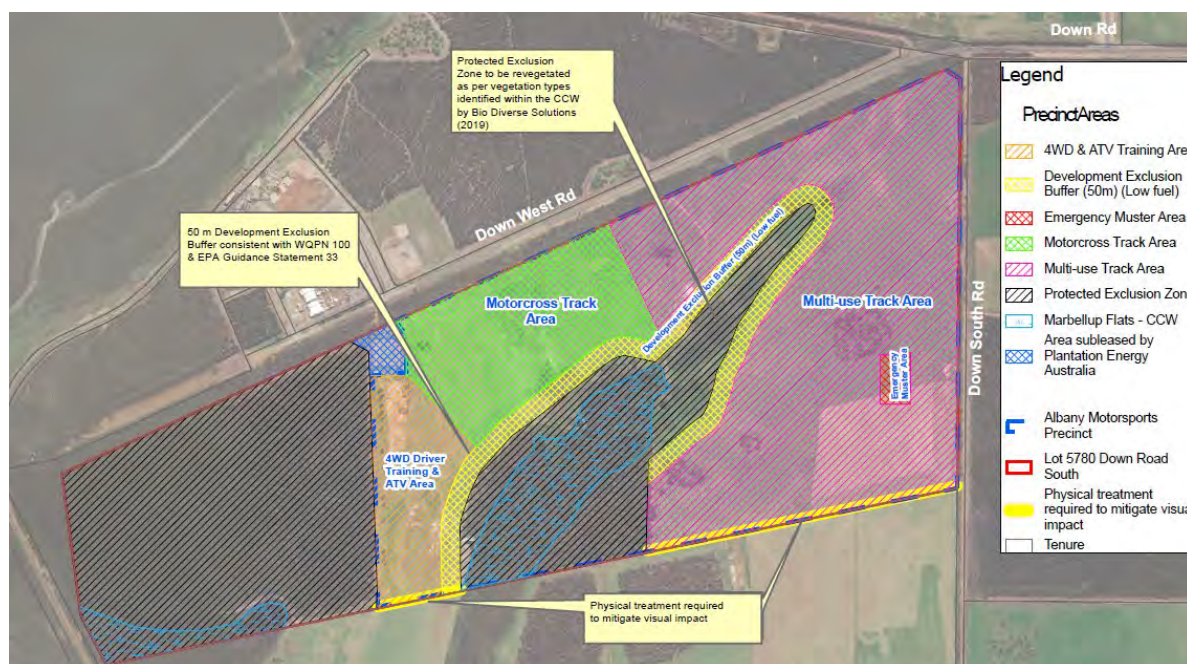 Down Rd
Protected Exclusion
Zone to be revegetated
as per vegetation types
identified within the CCW
by Bio Diverse Solutions
(2019)
Down West Rd
50 m Development Exclusion
Buffer consistent with WQPN 100
& EPA Guidance Statement 33
Motorcross Track
Area
Development Exclusion Buffer (50m) (Low fuel)
Multi-use Track Area
Emergency
Muster Area
Down South Rd
4WD Driver
Training &
ATV Area
Physical treatment required
to mitigate visual impact
Legend
PrecinctAreas
4WD & ATV Training Are
Development Exclusion
Buffer (50m) (Low fuel)
Emergency Muster Area
Motorcross Track Area
Multi-use Track Area
Protected Exclusion Zon
Marbellup Flats - CCW
Area subleased by
Plantation Energy
Australia
Albany Motorsports
Precinct
Lot 5780 Down Road
South
Physical treatment
required to mitigate visua
impact
Tenure